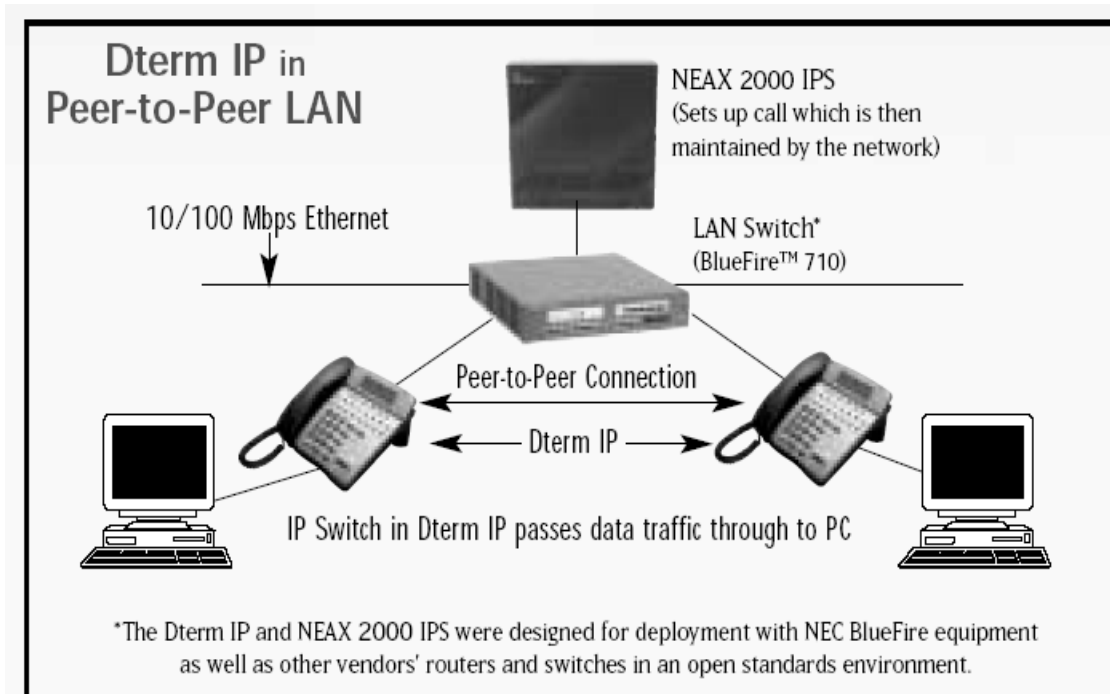 Dterm IP in
Peer-to-Peer LAN
NEAX 2000 IPS
(Sets up call which is then
maintained by the network)
10/100 Mbps Ethernet
LAN Switch*
(BlueFire™ 710)
Peer-to-Peer Connection
Dterm IP
IP Switch in Dterm IP passes data traffic through to PC
*The Dterm IP and NEAX 2000 IPS were designed for deployment with NEC BlueFire equipment
as well as other vendors' routers and switches in an open standards environment.